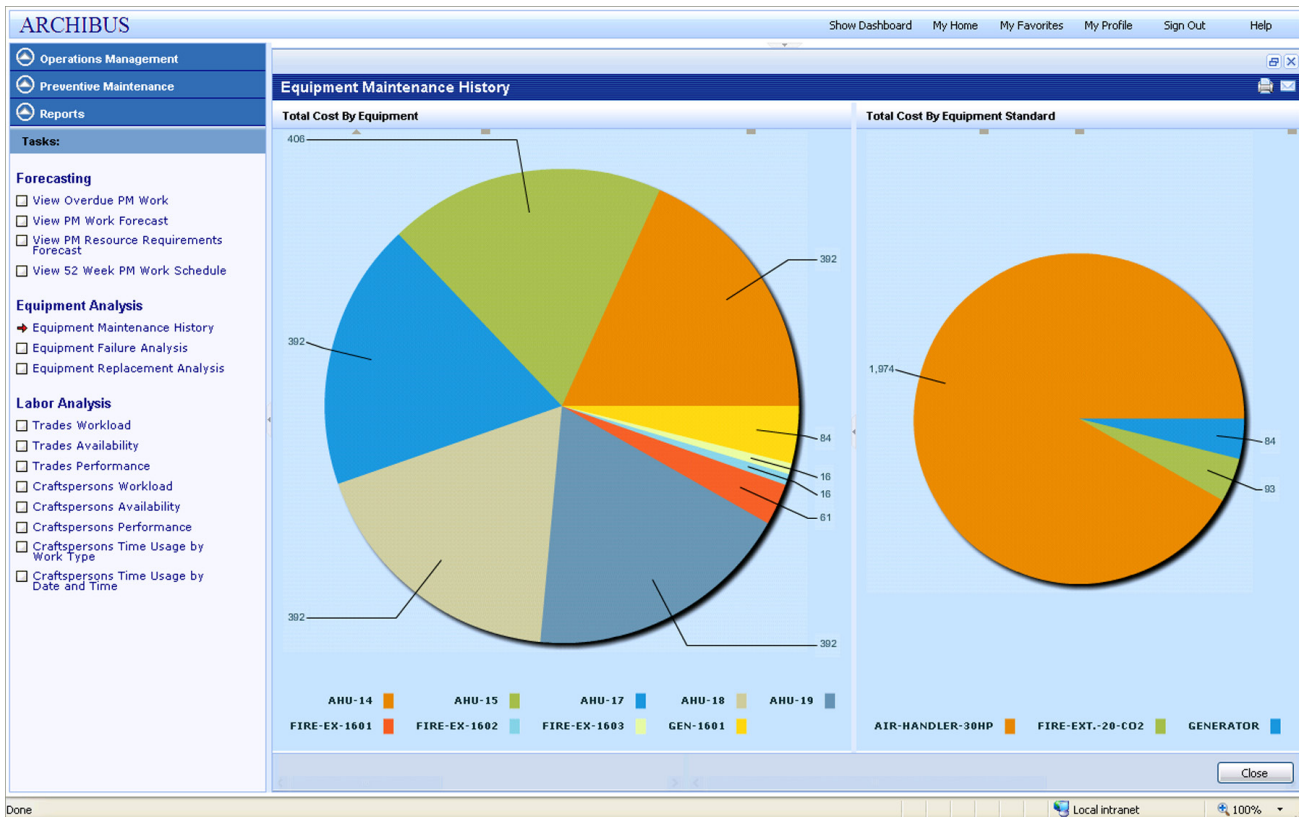 ARCHIBUS
Show Dashboard My Home My Favorites My Profile Sign Out Help
Operations Management
Preventive Maintenance
Reports
Tasks:
Forecasting
View Overdue PM Work
View PM Work Forecast
View PM Resource Requirements
Forecast
View 52 Week PM Work Schedule
Equipment Analysis
Equipment Maintenance History
Equipment Failure Analysis
Equipment Replacement Analysis
Labor Analysis
Trades Workload
Trades Availability
Trades Performance
Craftspersons Workload
Craftspersons Availability
Craftspersons Performance
Craftspersons Time Usage by
Work Type
Craftspersons Time Usage by
Date and Time
Equipment Maintenance History
Total Cost By Equipment
406
392
392
84
16
16
61
392
392
AHU-14 AHU-15 AHU-17 AHU-18 AHU-19
FIRE-EX-1601 FIRE-EX-1602 FIRE-EX-1603 GEN-1601
Total Cost By Equipment Standard
1,974
84
93
AIR-HANDLER-30HP FIRE-EXT.-20-CO2 GENERATOR
Close
Done Local intranet 100%